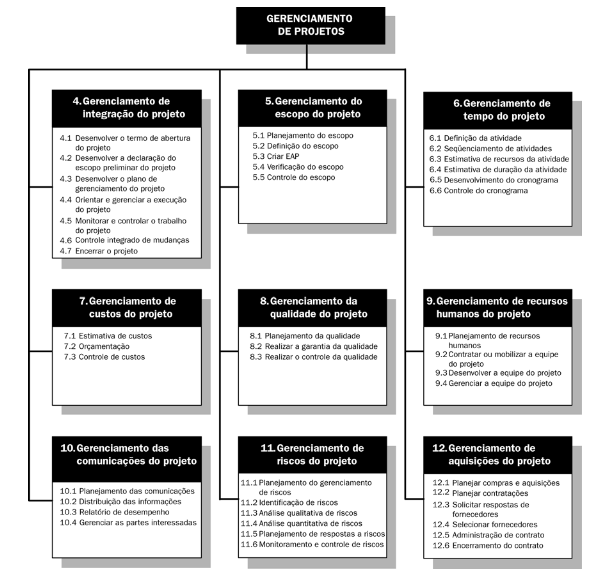 GERENCIAMENTO
DE PROJETOS
4. Gerenciamento de
integração do projeto
4.1 Desenvolver o termo de abertura
do projeto
4.2 Desenvolver a declaração do
escopo preliminar do projeto
4.3 Desenvolver o plano de
gerenciamento do projeto
4.4 Orientar e gerenciar a execução
do projeto
4.5 Monitorar e controlar o trabalho
do projeto
4.6 Controle integrado de mudanças
4.7 Encerrar o projeto
5. Gerenciamento do
escopo do projeto
5.1 Planejamento do escopo
5.2 Definição do escopo
5.3 Criar EAP
5.4 Verificação do escopo
5.5 Controle do escopo
6. Gerenciamento de
tempo do projeto
6.1 Definição da atividade
6.2 Seqüenciamento de atividades
6.3 Estimativa de recursos da atividade
6.4 Estimativa de duração da atividade
6.5 Desenvolvimento do cronograma
6.6 Controle do cronograma
7. Gerenciamento de
custos do projeto
7.1 Estimativa de custos
7.2 Orçamentação
7.3 Controle de custos
8. Gerenciamento da
qualidade do projeto
8.1 Planejamento da qualidade
8.2 Realizar a garantia da qualidade
8.3 Realizar o controle da qualidade
9. Gerenciamento de recursos
humanos do projeto
9.1 Planejamento de recursos
humanos
9.2 Contratar ou mobilizar a equipe
do projeto
9.3 Desenvolver a equipe do projeto
9.4 Gerenciar a equipe do projeto
10. Gerenciamento das
comunicações do projeto
10.1 Planejamento das comunicações
10.2 Distribuição das informações
10.3 Relatório de desempenho
10.4 Gerenciar as partes interessadas
11. Gerenciamento de
riscos do projeto
11.1 Planejamento do gerenciamento
de riscos
11.2 Identificação de riscos
11.3 Análise qualitativa de riscos
11.4 Análise quantitativa de riscos
11.5 Planejamento de respostas a riscos
11.6 Monitoramento e controle de riscos
12. Gerenciamento de
aquisições do projeto
12.1 Planejar compras e aquisições
12.2 Planejar contratações
12.3 Solicitar respostas de
fornecedores
12.4 Selecionar fornecedores
12.5 Administração de contrato
12.6 Encerramento do contrato